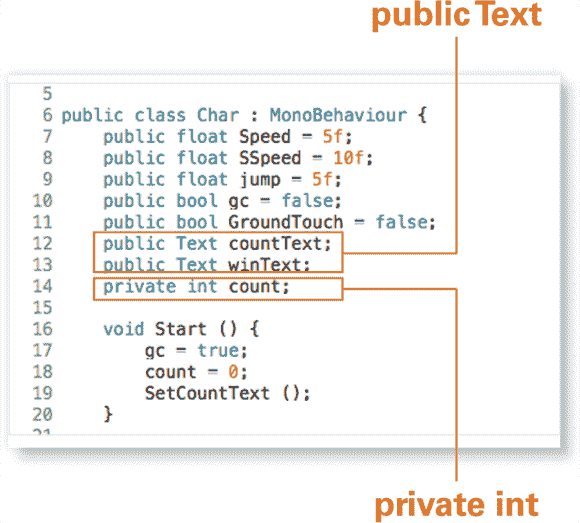 public Text
5
6 public class Char : MonoBehaviour {
7 public float Speed = 5f;
8 public float SSpeed = 10f;
9 public float jump = 5f;
10 public bool gc = false;
11 public bool GroundTouch = false;
12 public Text countText;
13 public Text winText;
14 private int count;
15
16 void Start () {
17 gc = true;
18 count = 0;
19 SetCountText ();
20 }
21
private int